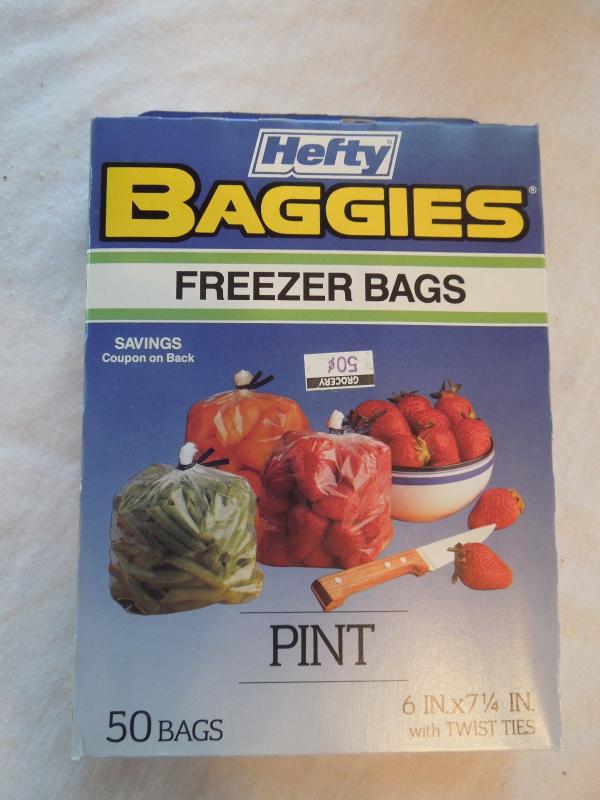 Hefty®
BAGGIES®
FREEZER BAGS
SAVINGS
Coupon on Back
50¢
GROCERY
PINT
50 BAGS
6 IN.x7¼ IN.
with TWIST TIES